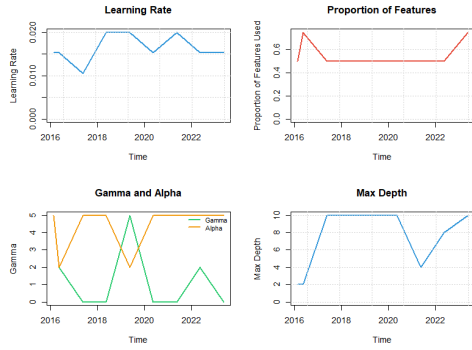 Learning Rate
Learning Rate
0.020
0.010
0.000
2016 2018 2020 2022
Time
Proportion of Features
Proportion of Features Used
0.6
0.4
0.2
0.0
2016 2018 2020 2022
Time
Gamma and Alpha
Gamma
5
4
3
2
1
0
Gamma
Alpha
2016 2018 2020 2022
Time
Max Depth
Max Depth
10
8
6
4
2
0
2016 2018 2020 2022
Time